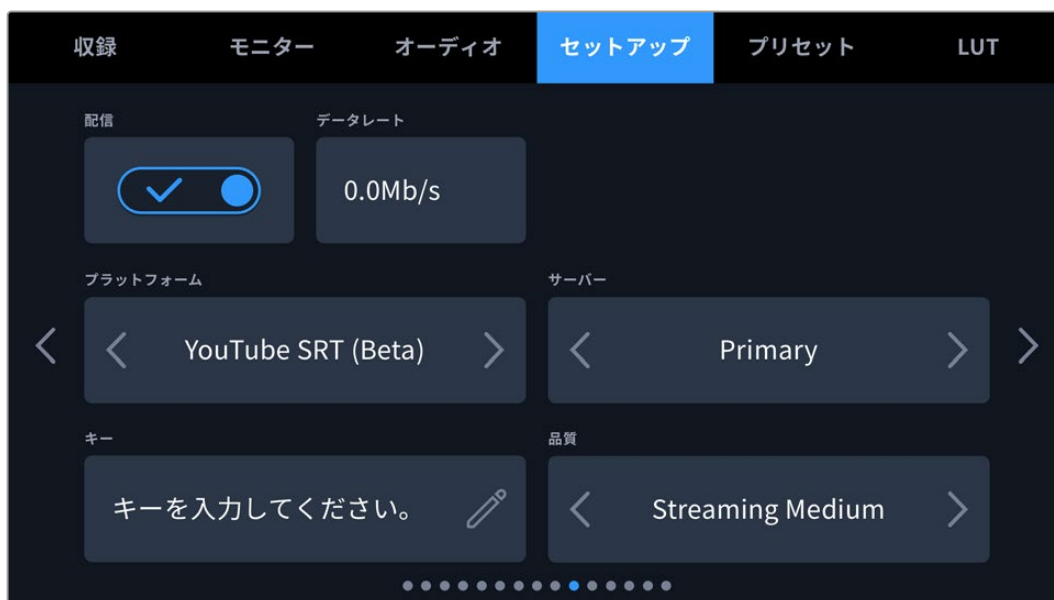 収録 モニター オーディオ セットアップ プリセット LUT
配信 データレート
0.0Mb/s
プラットフォーム サーバー
YouTube SRT (Beta) Primary
キー 品質
キーを入力してください。 Streaming Medium